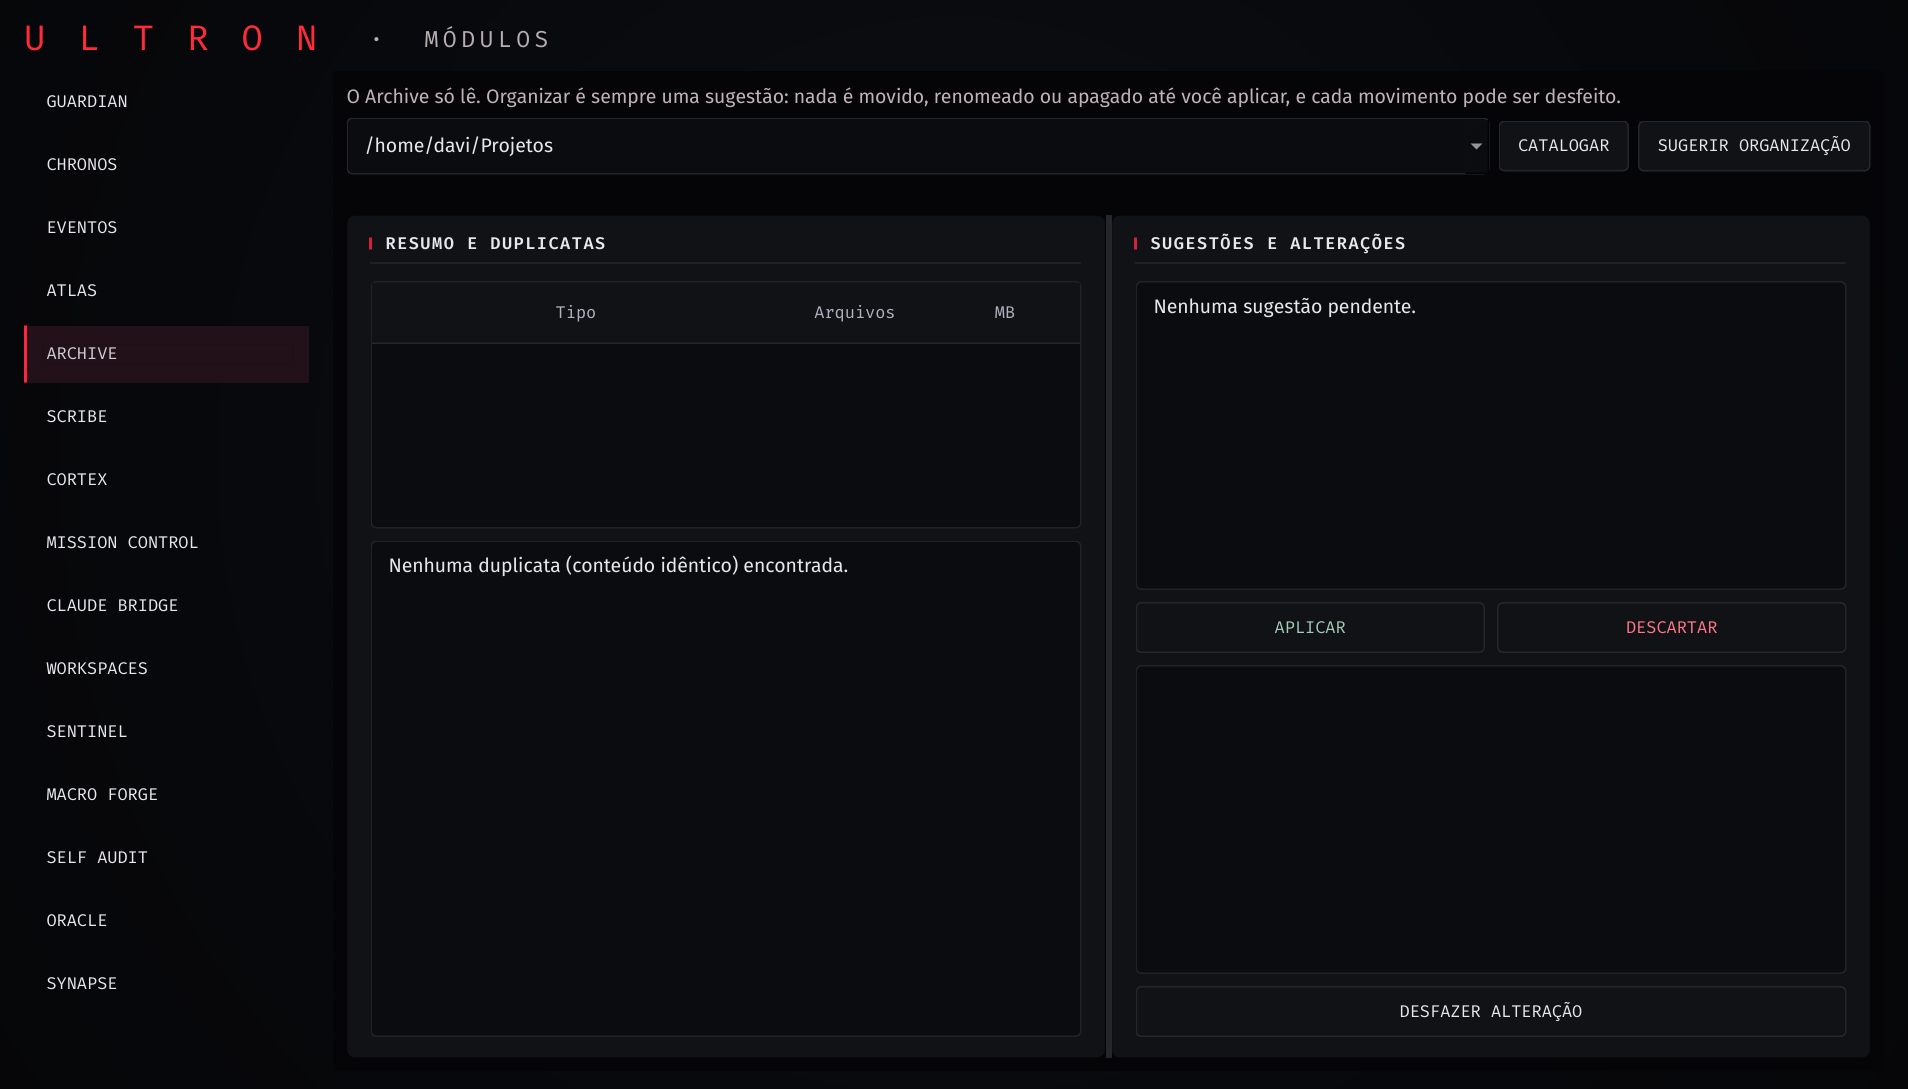 ULTRON · MÓDULOS
GUARDIAN
CHRONOS
EVENTOS
ATLAS
ARCHIVE
SCRIBE
CORTEX
MISSION CONTROL
CLAUDE BRIDGE
WORKSPACES
SENTINEL
MACRO FORGE
SELF AUDIT
ORACLE
SYNAPSE
O Archive só lê. Organizar é sempre uma sugestão: nada é movido, renomeado ou apagado até você aplicar, e cada movimento pode ser desfeito.
/home/davi/Projetos
CATALOGAR
SUGERIR ORGANIZAÇÃO
RESUMO E DUPLICATAS
Tipo Arquivos MB
Nenhuma duplicata (conteúdo idêntico) encontrada.
SUGESTÕES E ALTERAÇÕES
Nenhuma sugestão pendente.
APLICAR
DESCARTAR
DESFAZER ALTERAÇÃO